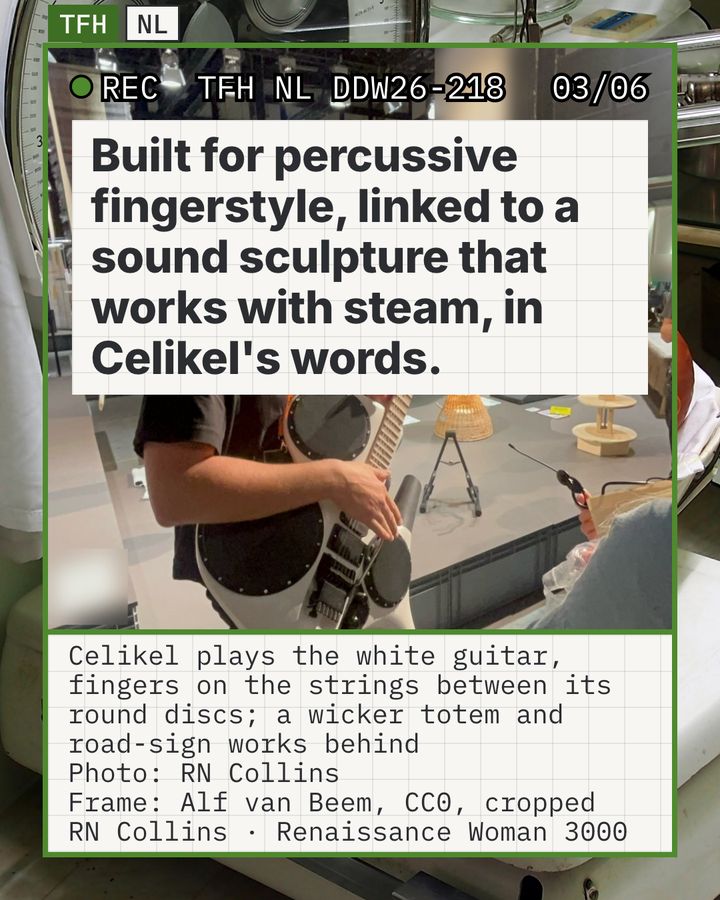 TFH NL
REC TFH NL DDW26-218 03/06
Built for percussive
fingerstyle, linked to a
sound sculpture that
works with steam, in
Celikel's words.
Celikel plays the white guitar,
fingers on the strings between its
round discs; a wicker totem and
road-sign works behind
Photo: RN Collins
Frame: Alf van Beem, CC0, cropped
RN Collins · Renaissance Woman 3000